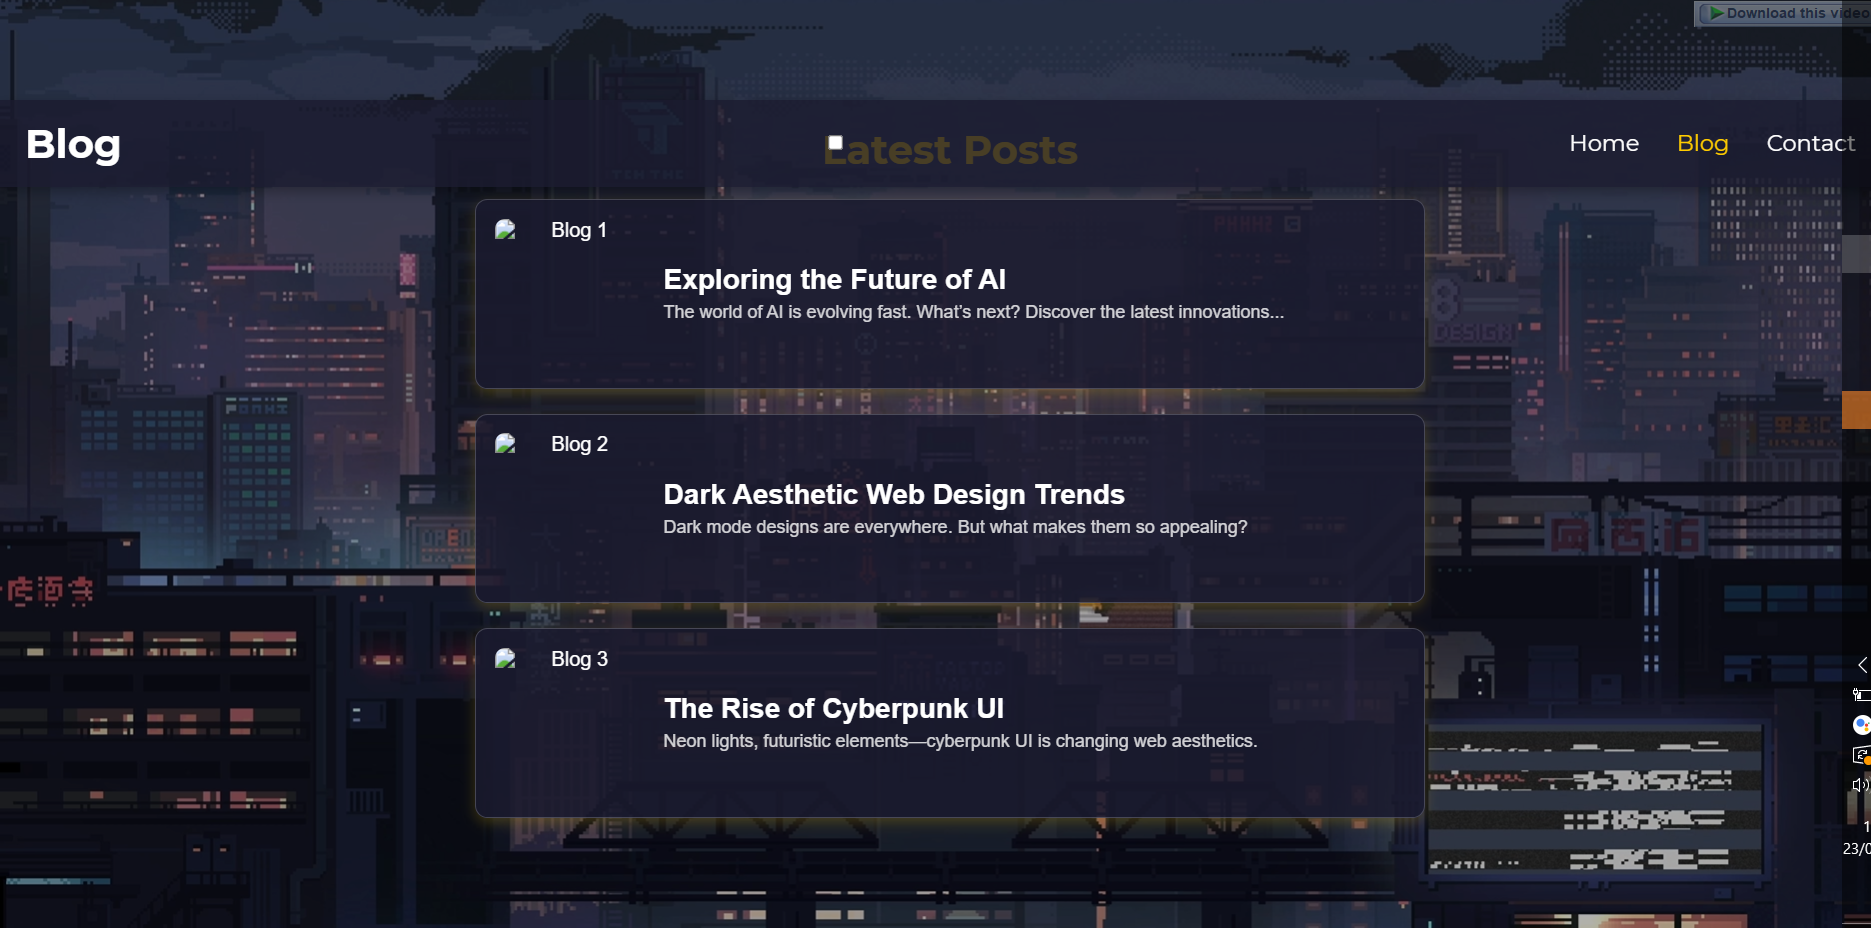 Download this video
Blog
Latest Posts
Home
Blog
Contact
Blog 1
Exploring the Future of AI
The world of AI is evolving fast. What’s next? Discover the latest innovations...
Blog 2
Dark Aesthetic Web Design Trends
Dark mode designs are everywhere. But what makes them so appealing?
Blog 3
The Rise of Cyberpunk UI
Neon lights, futuristic elements—cyberpunk UI is changing web aesthetics.
DESIGN
OPEN